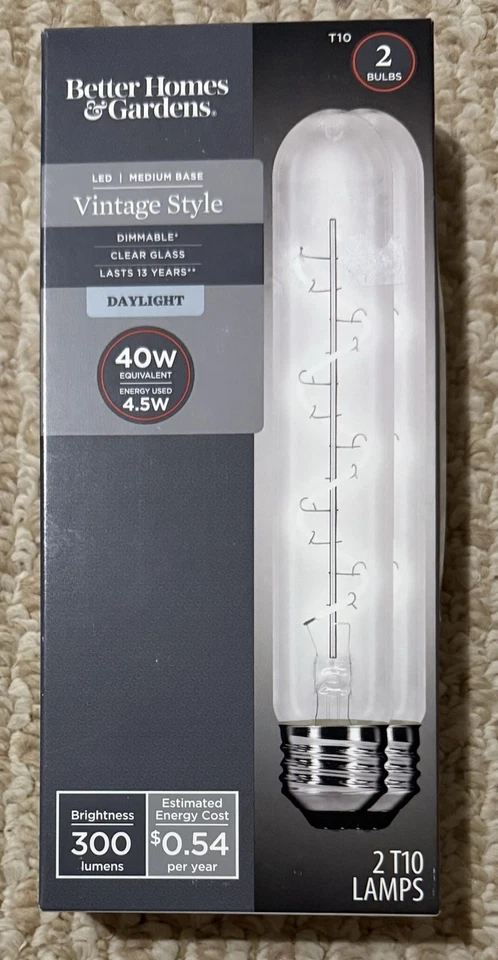 T10
2
BULBS
Better Homes
&Gardens®
LED | MEDIUM BASE
Vintage Style
DIMMABLE*
CLEAR GLASS
LASTS 13 YEARS**
DAYLIGHT
40W
EQUIVALENT
ENERGY USED
4.5W
Brightness
300
lumens
Estimated
Energy Cost
$0.54
per year
2 T10
LAMPS